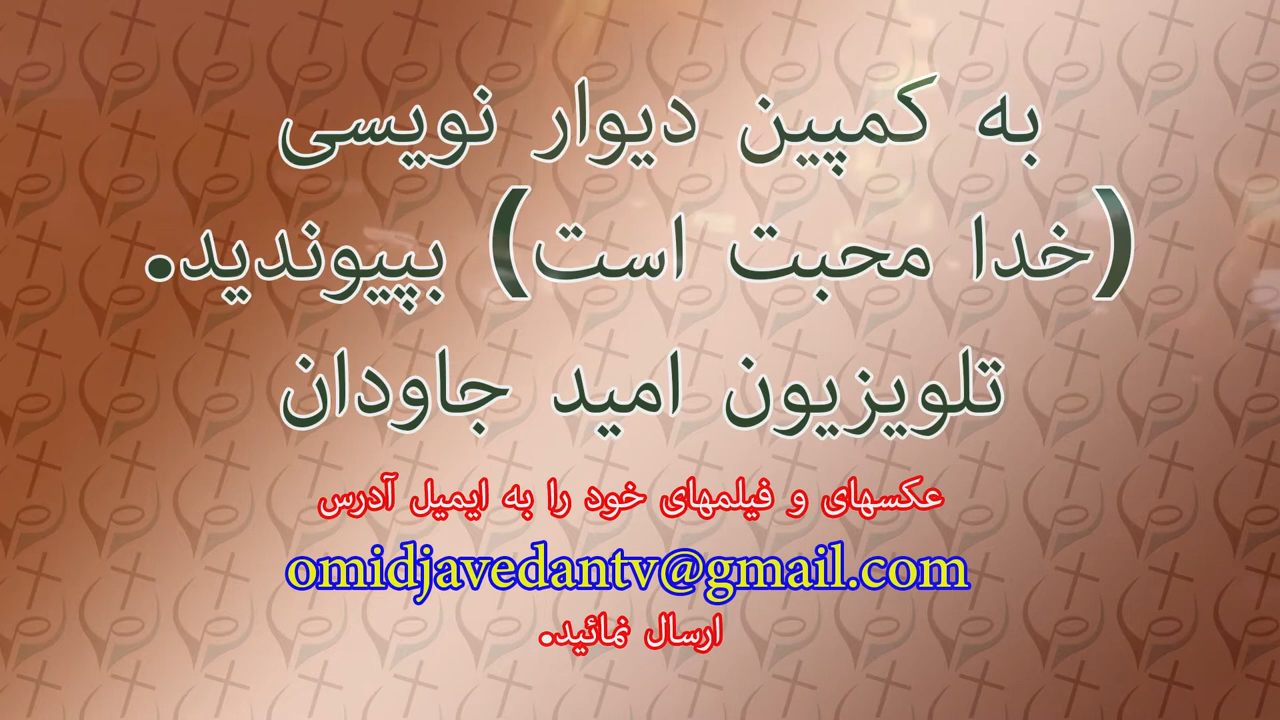 به کمپین دیوار نویسی
(خدا محبت است) بپیوندید.
تلویزیون امید جاودان
عکسهای و فیلمهای خود را به ایمیل آدرس
omidjavedantv@gmail.com
ارسال نمائید.